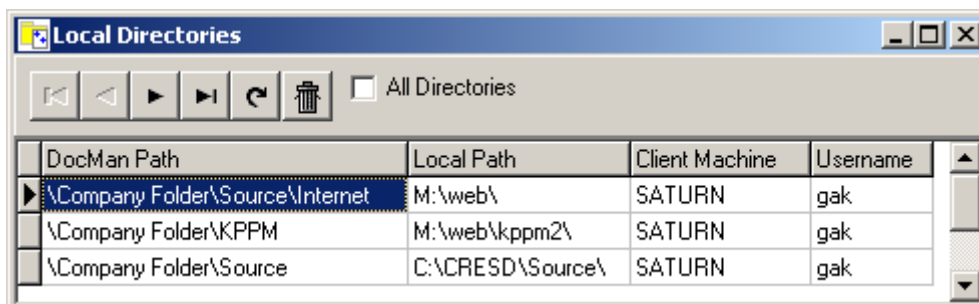 Local Directories
All Directories
DocMan Path Local Path Client Machine Username
\Company Folder\Source\Internet M:\web\ SATURN gak
\Company Folder\KPPM M:\web\kppm2\ SATURN gak
\Company Folder\Source C:\CRESD\Source\ SATURN gak